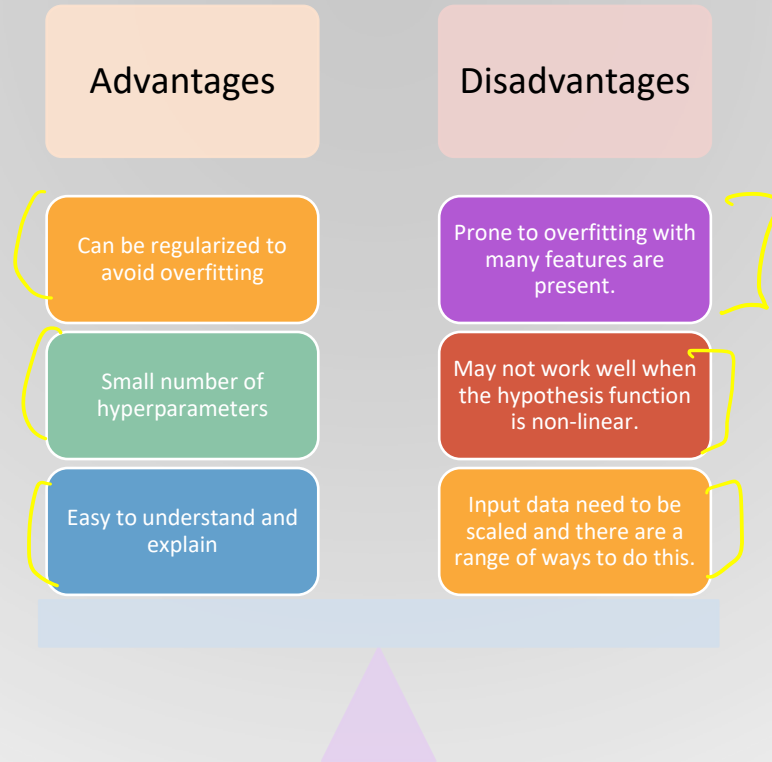 Advantages
Can be regularized to
avoid overfitting
Small number of
hyperparameters
Easy to understand and
explain
Disadvantages
Prone to overfitting with
many features are
present.
May not work well when
the hypothesis function
is non-linear.
Input data need to be
scaled and there are a
range of ways to do this.